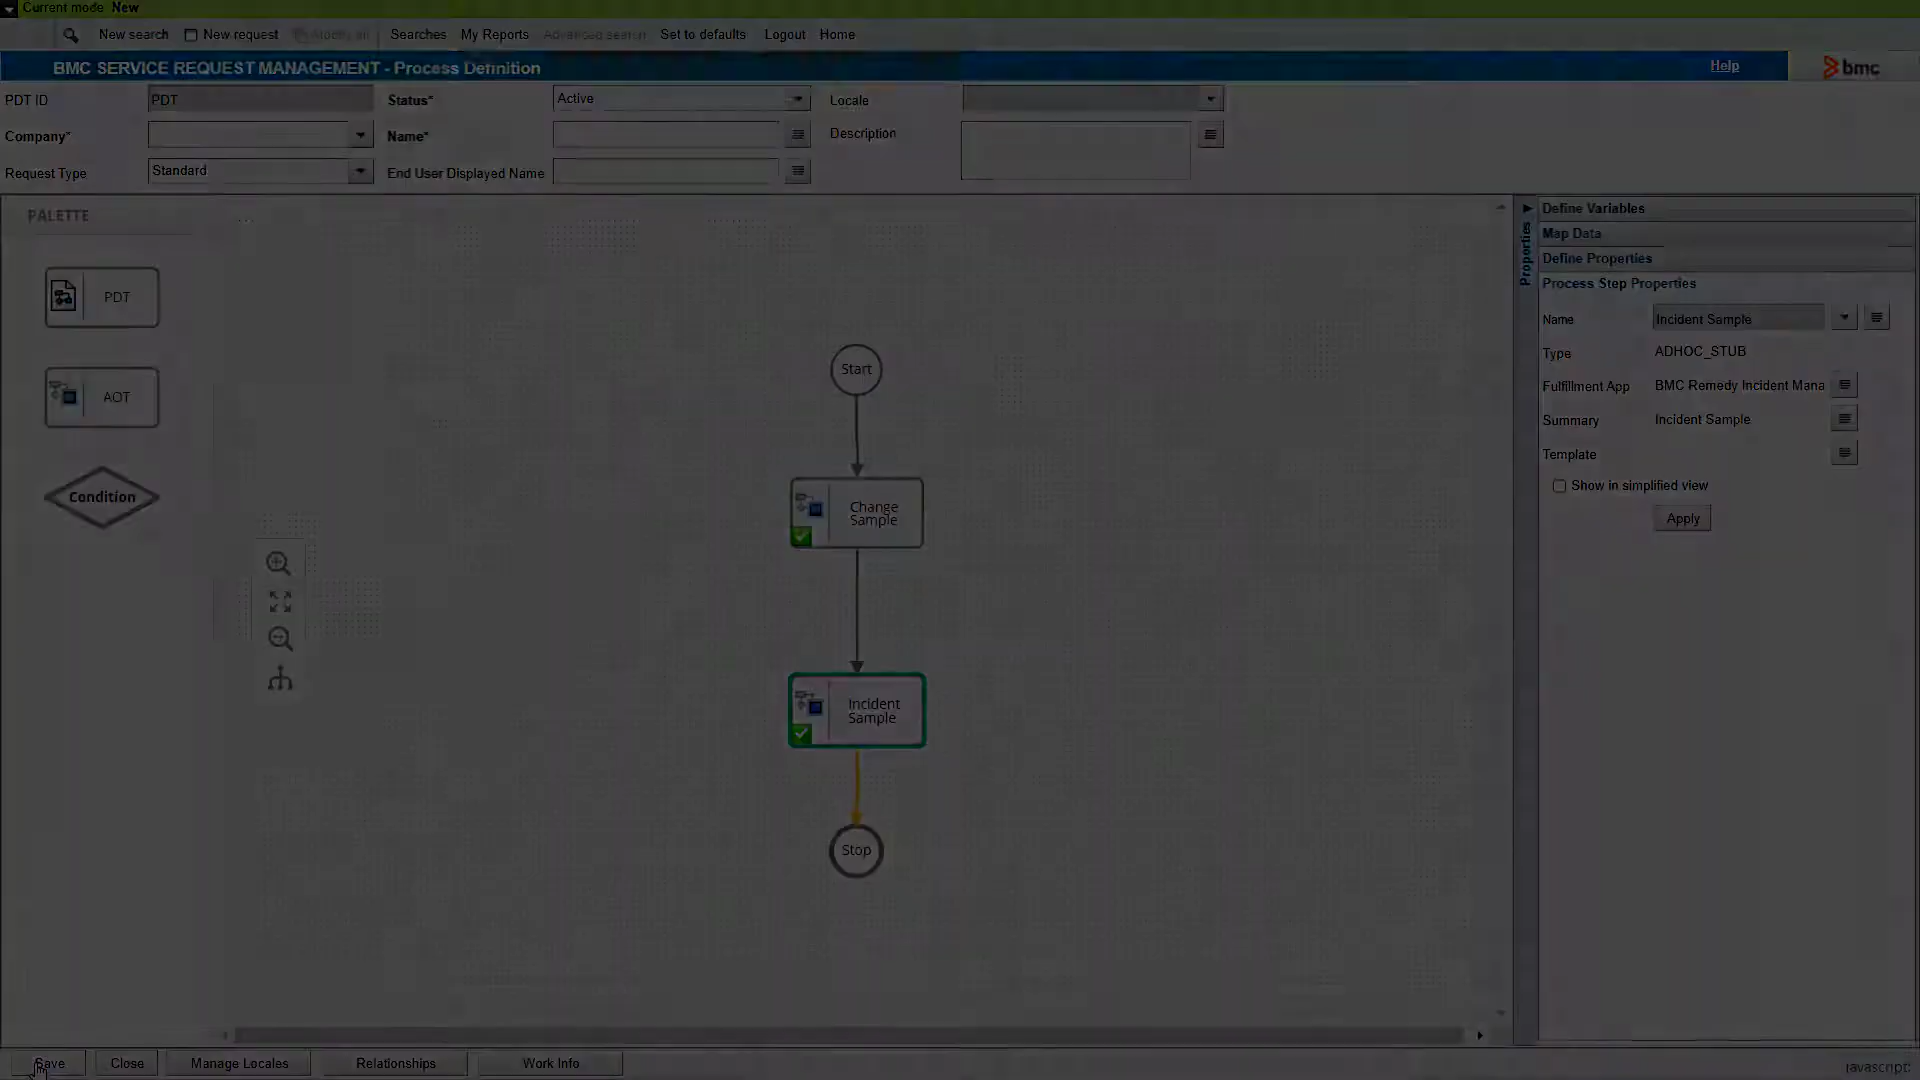 Current mode New
New search New request Modify all Searches My Reports Advanced search Set to defaults Logout Home
BMC SERVICE REQUEST MANAGEMENT - Process Definition Help bmc
PDT ID PDT Status* Active Locale
Company* Name* Description
Request Type Standard End User Displayed Name
PALETTE
PDT
AOT
Condition
Start
Change
Sample
Incident
Sample
Stop
Properties
Define Variables
Map Data
Define Properties
Process Step Properties
Name Incident Sample
Type ADHOC_STUB
Fulfillment App BMC Remedy Incident Mana
Summary Incident Sample
Template
Show in simplified view
Apply
Save Close Manage Locales Relationships Work Info javascript: